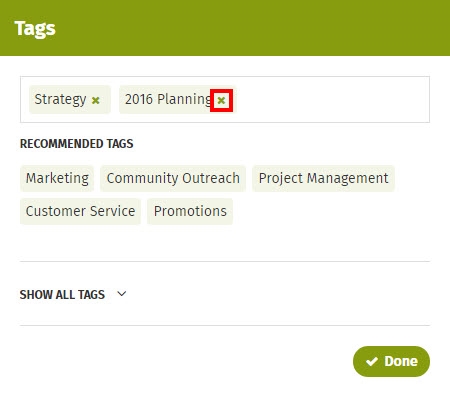 Tags
Strategy × 2016 Planning ×
RECOMMENDED TAGS
Marketing Community Outreach Project Management
Customer Service Promotions
SHOW ALL TAGS
Done